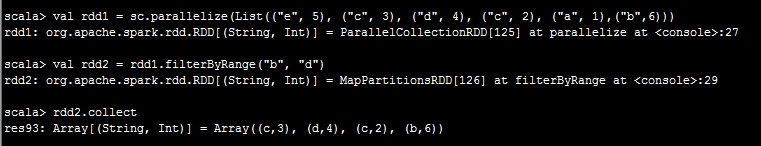 scala> val rdd1 = sc.parallelize(List(("e", 5), ("c", 3), ("d", 4), ("c", 2), ("a", 1),("b",6)))
rdd1: org.apache.spark.rdd.RDD[(String, Int)] = ParallelCollectionRDD[125] at parallelize at <console>:27
scala> val rdd2 = rdd1.filterByRange("b", "d")
rdd2: org.apache.spark.rdd.RDD[(String, Int)] = MapPartitionsRDD[126] at filterByRange at <console>:29
scala> rdd2.collect
res93: Array[(String, Int)] = Array((c,3), (d,4), (c,2), (b,6))